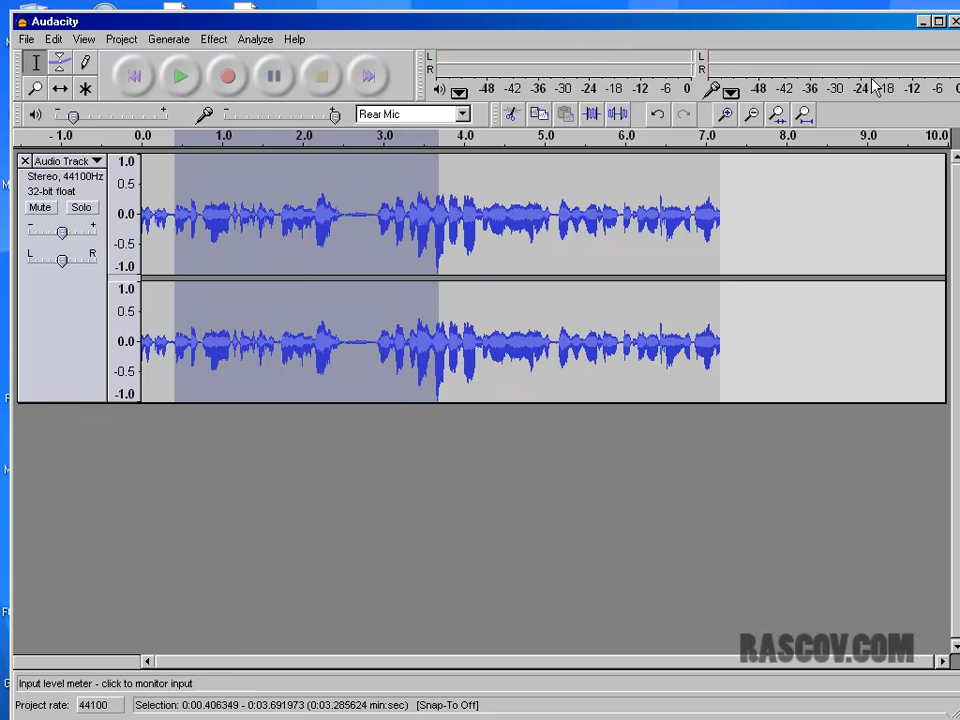 Audacity
File Edit View Project Generate Effect Analyze Help
L
R
-48 -42 -36 -30 -24 -18 -12 -6 0
L
R
-48 -42 -36 -30 -24 -18 -12 -6 0
- +
- +
Rear Mic
- 1.0 0.0 1.0 2.0 3.0 4.0 5.0 6.0 7.0 8.0 9.0 10.0
Audio Track
Stereo, 44100Hz
32-bit float
Mute Solo
- +
L R
1.0
0.5
0.0
-0.5
-1.0
1.0
0.5
0.0
-0.5
-1.0
RASCOV.COM
Input level meter - click to monitor input
Project rate: 44100 Selection: 0:00.406349 - 0:03.691973 (0:03.285624 min:sec) [Snap-To Off]